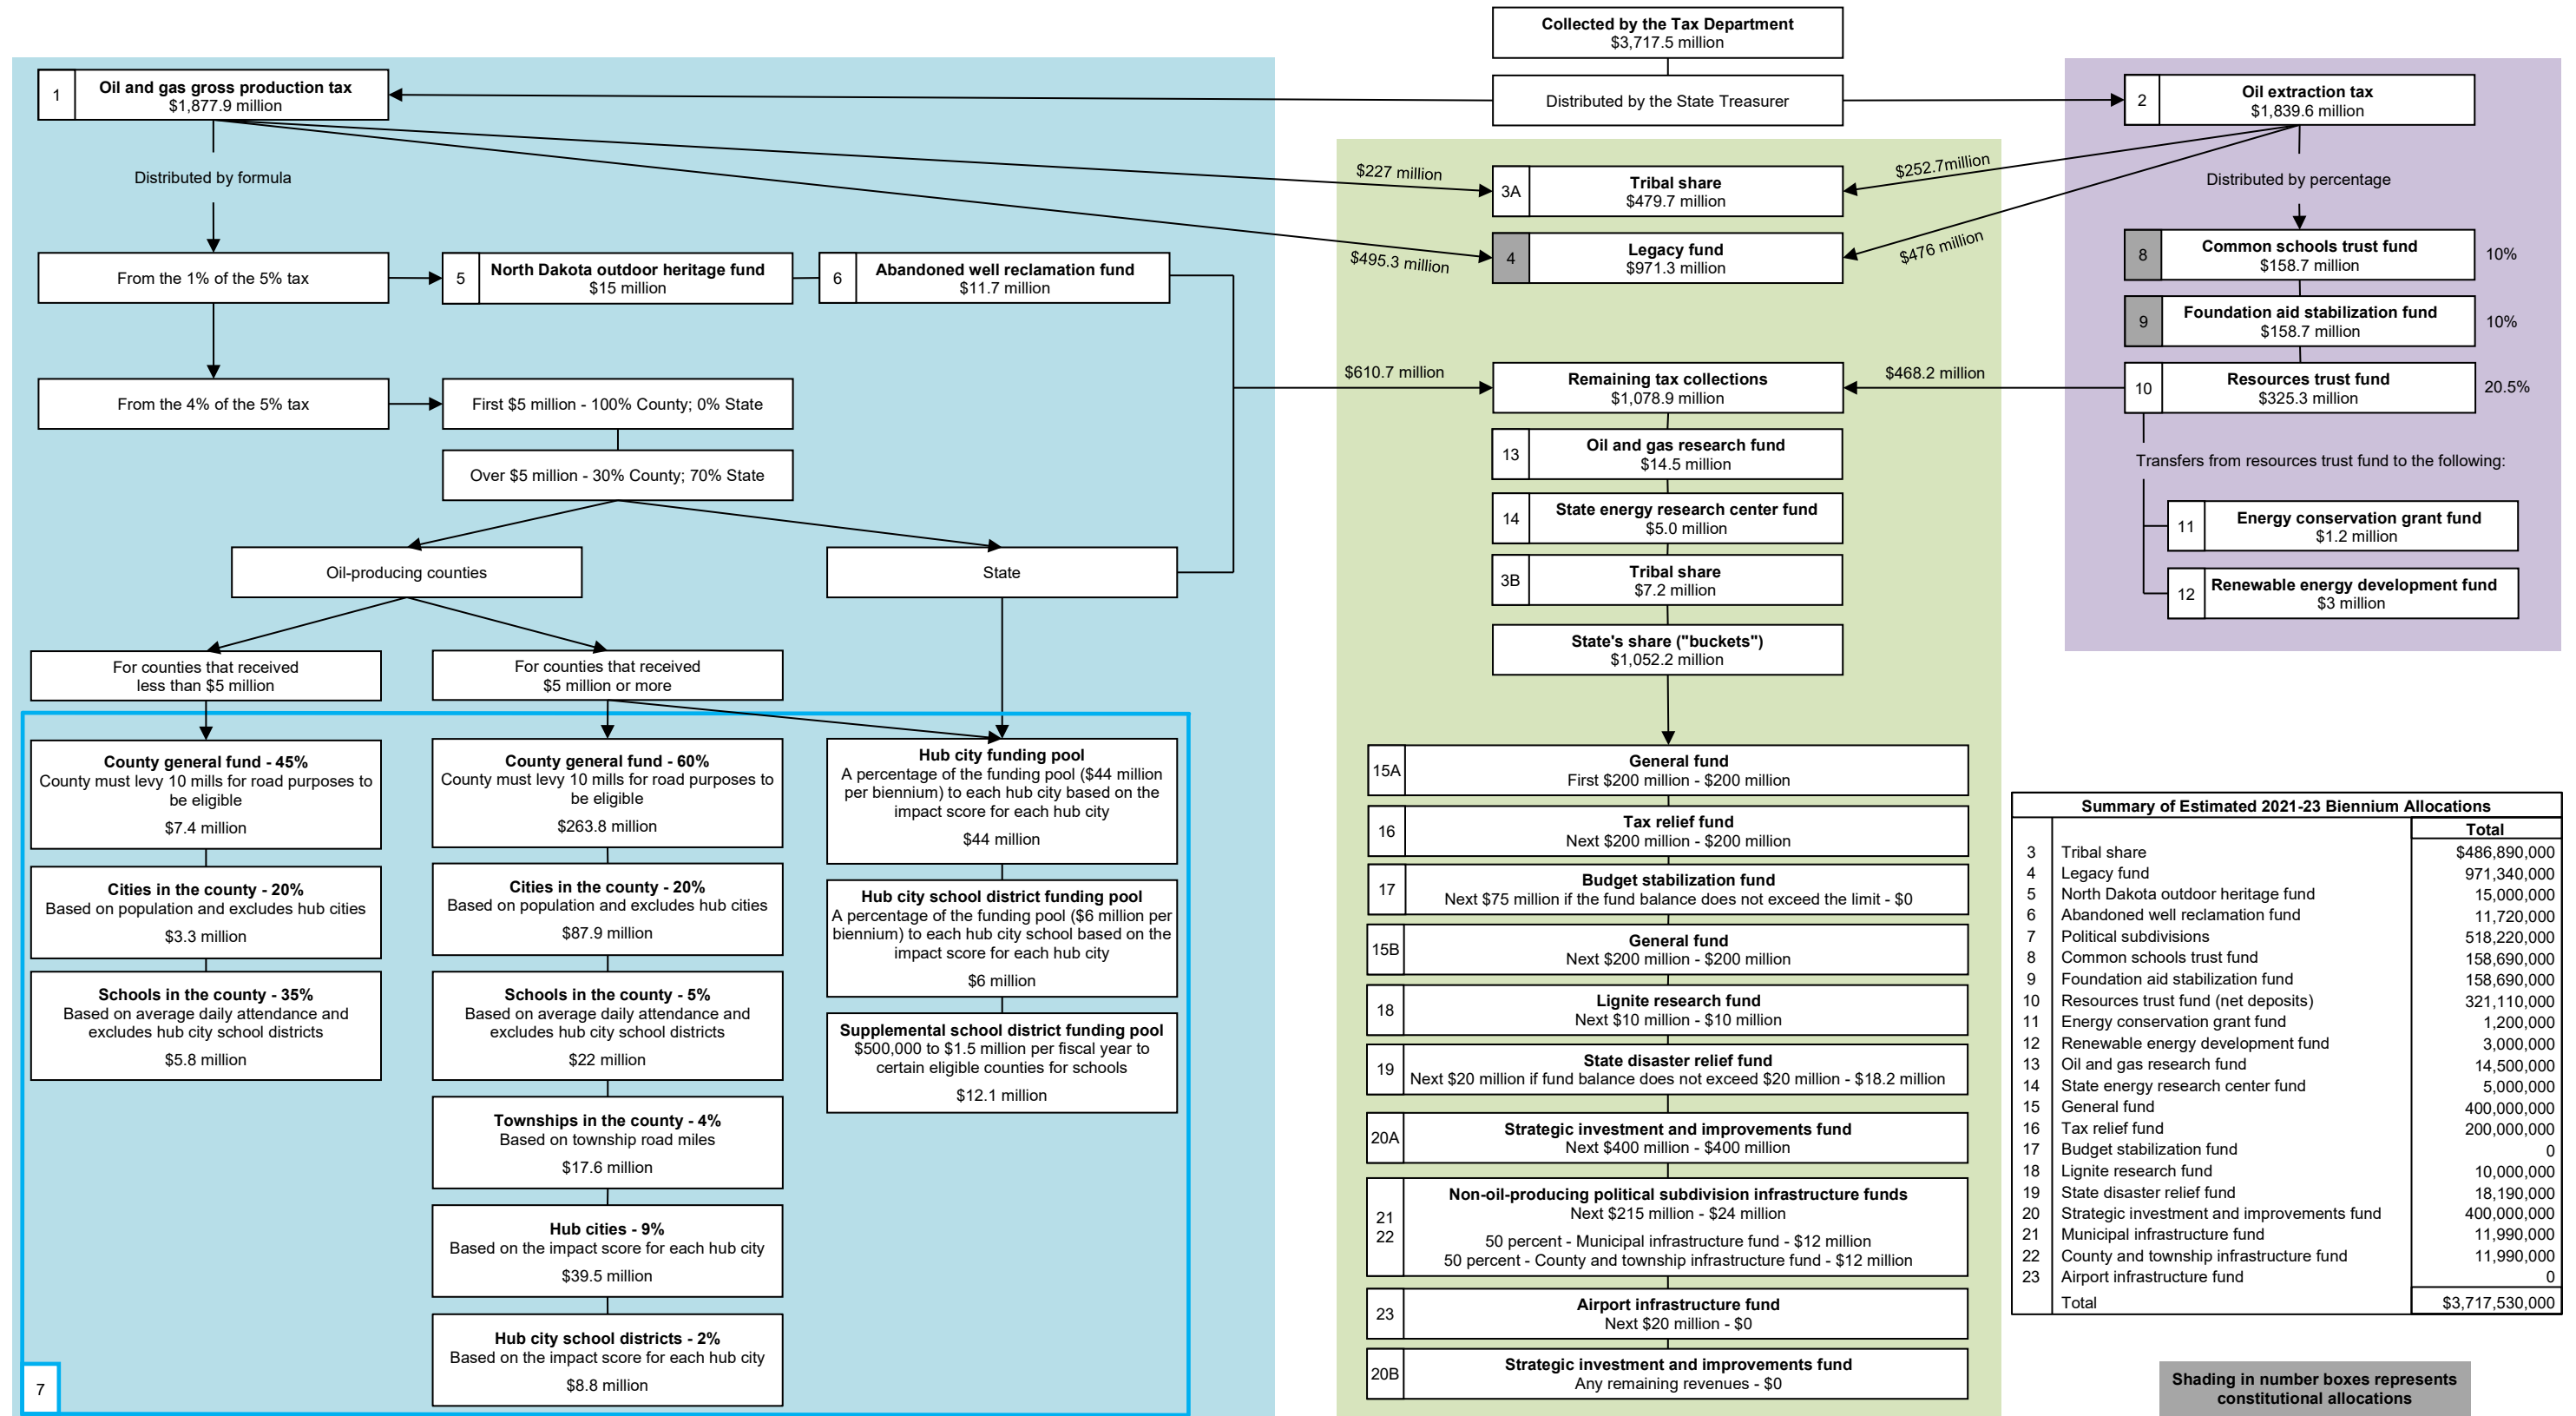 Collected by the Tax Department
$3,717.5 million
Distributed by the State Treasurer
1
Oil and gas gross production tax
$1,877.9 million
Distributed by formula
From the 1% of the 5% tax
5
North Dakota outdoor heritage fund
$15 million
6
Abandoned well reclamation fund
$11.7 million
From the 4% of the 5% tax
First $5 million - 100% County; 0% State
Over $5 million - 30% County; 70% State
Oil-producing counties
State
For counties that received
less than $5 million
For counties that received
$5 million or more
County general fund - 45%
County must levy 10 mills for road purposes to
be eligible
$7.4 million
Cities in the county - 20%
Based on population and excludes hub cities
$3.3 million
Schools in the county - 35%
Based on average daily attendance and
excludes hub city school districts
$5.8 million
County general fund - 60%
County must levy 10 mills for road purposes to
be eligible
$263.8 million
Cities in the county - 20%
Based on population and excludes hub cities
$87.9 million
Schools in the county - 5%
Based on average daily attendance and
excludes hub city school districts
$22 million
Townships in the county - 4%
Based on township road miles
$17.6 million
Hub cities - 9%
Based on the impact score for each hub city
$39.5 million
Hub city school districts - 2%
Based on the impact score for each hub city
$8.8 million
Hub city funding pool
A percentage of the funding pool ($44 million
per biennium) to each hub city based on the
impact score for each hub city
$44 million
Hub city school district funding pool
A percentage of the funding pool ($6 million per
biennium) to each hub city school based on the
impact score for each hub city
$6 million
Supplemental school district funding pool
$500,000 to $1.5 million per fiscal year to
certain eligible counties for schools
$12.1 million
7
$227 million
$495.3 million
$610.7 million
$252.7million
$476 million
$468.2 million
3A
Tribal share
$479.7 million
4
Legacy fund
$971.3 million
Remaining tax collections
$1,078.9 million
13
Oil and gas research fund
$14.5 million
14
State energy research center fund
$5.0 million
3B
Tribal share
$7.2 million
State's share ("buckets")
$1,052.2 million
15A
General fund
First $200 million - $200 million
16
Tax relief fund
Next $200 million - $200 million
17
Budget stabilization fund
Next $75 million if the fund balance does not exceed the limit - $0
15B
General fund
Next $200 million - $200 million
18
Lignite research fund
Next $10 million - $10 million
19
State disaster relief fund
Next $20 million if fund balance does not exceed $20 million - $18.2 million
20A
Strategic investment and improvements fund
Next $400 million - $400 million
21
22
Non-oil-producing political subdivision infrastructure funds
Next $215 million - $24 million
50 percent - Municipal infrastructure fund - $12 million
50 percent - County and township infrastructure fund - $12 million
23
Airport infrastructure fund
Next $20 million - $0
20B
Strategic investment and improvements fund
Any remaining revenues - $0
2
Oil extraction tax
$1,839.6 million
Distributed by percentage
8
Common schools trust fund
$158.7 million
10%
9
Foundation aid stabilization fund
$158.7 million
10%
10
Resources trust fund
$325.3 million
20.5%
Transfers from resources trust fund to the following:
11
Energy conservation grant fund
$1.2 million
12
Renewable energy development fund
$3 million
Summary of Estimated 2021-23 Biennium Allocations
Total
3 Tribal share $486,890,000
4 Legacy fund 971,340,000
5 North Dakota outdoor heritage fund 15,000,000
6 Abandoned well reclamation fund 11,720,000
7 Political subdivisions 518,220,000
8 Common schools trust fund 158,690,000
9 Foundation aid stabilization fund 158,690,000
10 Resources trust fund (net deposits) 321,110,000
11 Energy conservation grant fund 1,200,000
12 Renewable energy development fund 3,000,000
13 Oil and gas research fund 14,500,000
14 State energy research center fund 5,000,000
15 General fund 400,000,000
16 Tax relief fund 200,000,000
17 Budget stabilization fund 0
18 Lignite research fund 10,000,000
19 State disaster relief fund 18,190,000
20 Strategic investment and improvements fund 400,000,000
21 Municipal infrastructure fund 11,990,000
22 County and township infrastructure fund 11,990,000
23 Airport infrastructure fund 0
Total $3,717,530,000
Shading in number boxes represents
constitutional allocations